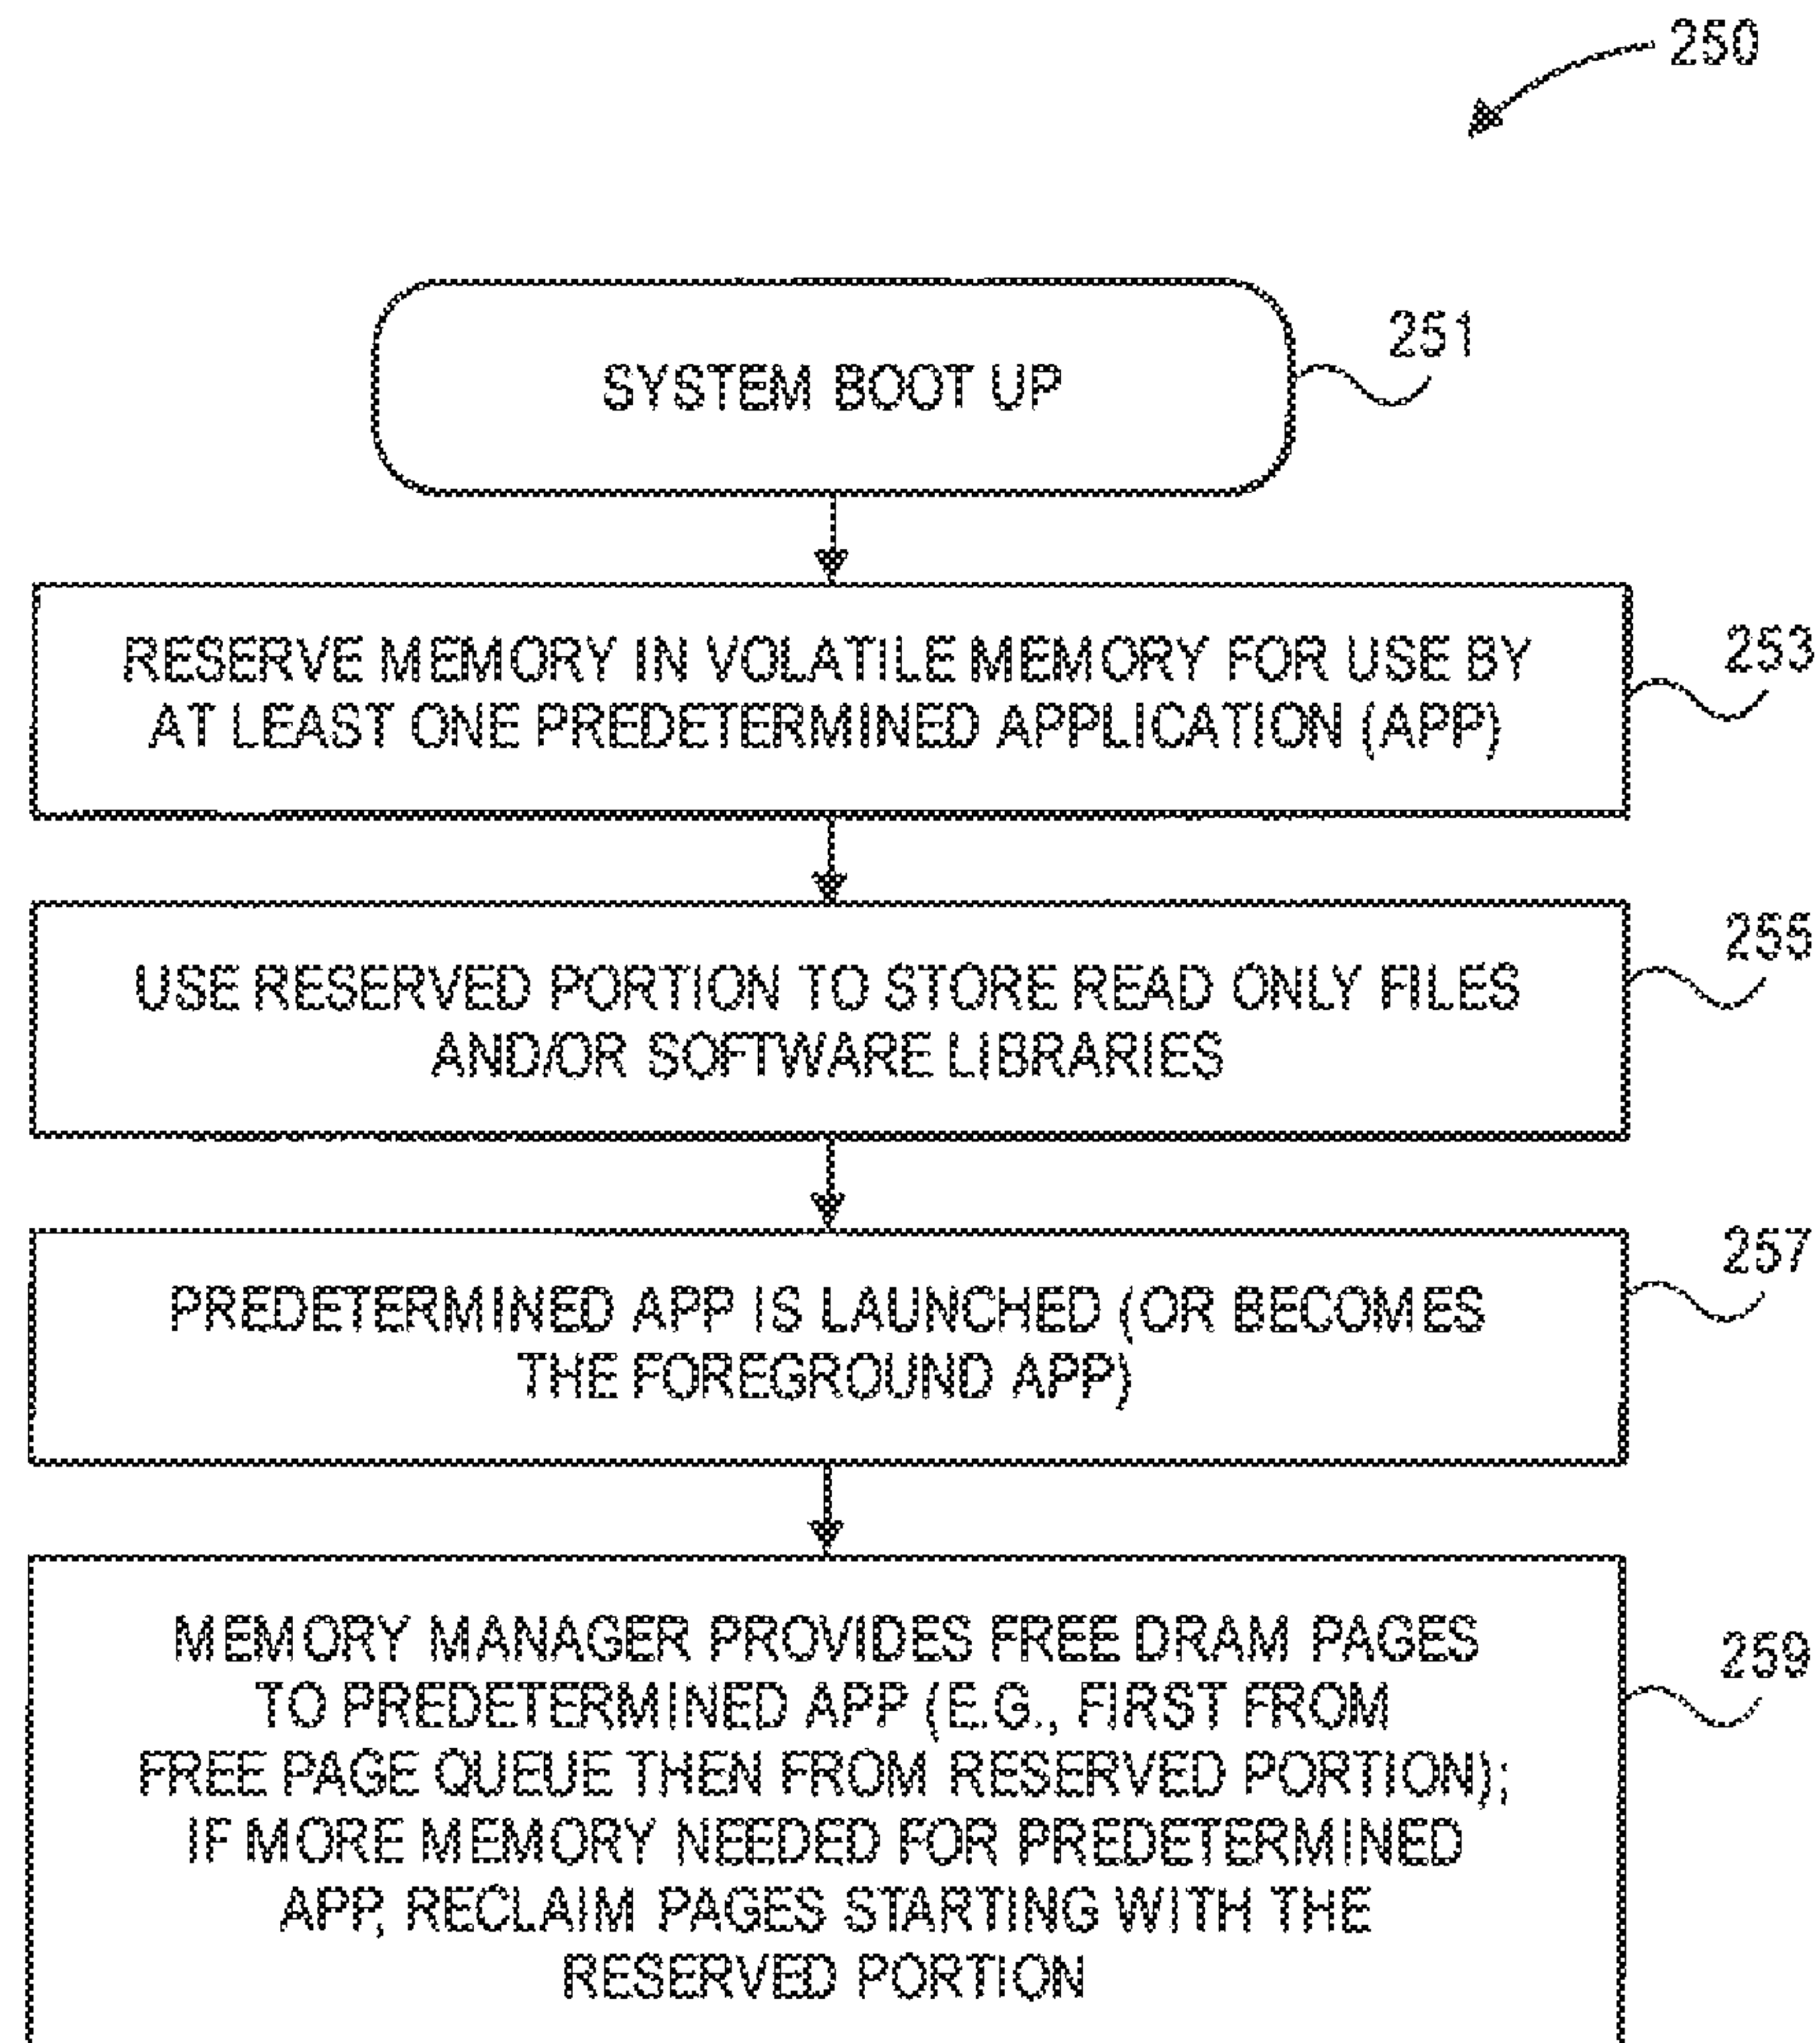 250
SYSTEM BOOT UP
251
RESERVE MEMORY IN VOLATILE MEMORY FOR USE BY
AT LEAST ONE PREDETERMINED APPLICATION (APP)
253
USE RESERVED PORTION TO STORE READ ONLY FILES
AND/OR SOFTWARE LIBRARIES
255
PREDETERMINED APP IS LAUNCHED (OR BECOMES
THE FOREGROUND APP)
257
MEMORY MANAGER PROVIDES FREE DRAM PAGES
TO PREDETERMINED APP (E.G., FIRST FROM
FREE PAGE QUEUE THEN FROM RESERVED PORTION);
IF MORE MEMORY NEEDED FOR PREDETERMINED
APP, RECLAIM PAGES STARTING WITH THE
RESERVED PORTION
259